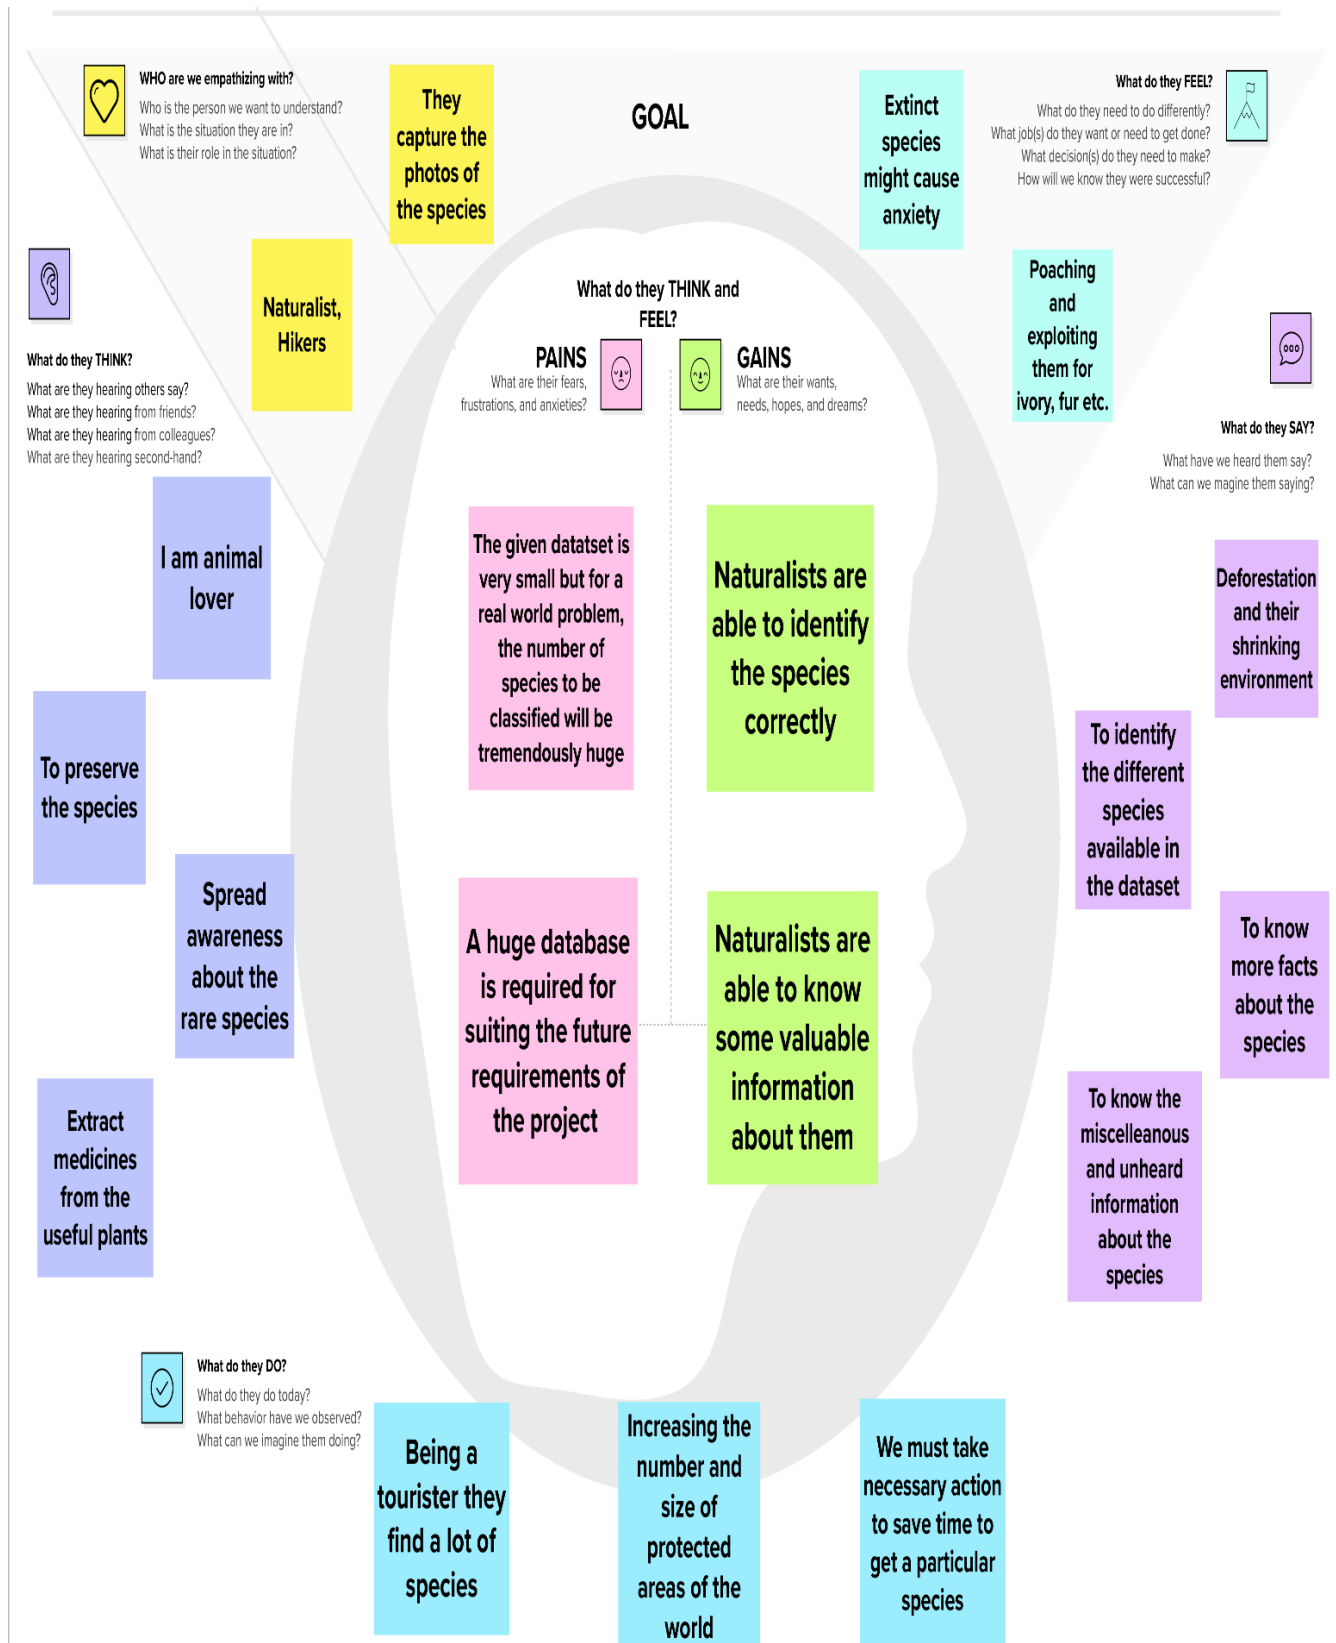 WHO are we empathizing with?
Who is the person we want to understand?
What is the situation they are in?
What is their role in the situation?
They
capture the
photos of
the species
Naturalist,
Hikers
GOAL
Extinct
species
might cause
anxiety
What do they FEEL?
What do they need to do differently?
What job(s) do they want or need to get done?
What decision(s) do they need to make?
How will we know they were successful?
Poaching
and
exploiting
them for
ivory, fur etc.
What do they THINK?
What are they hearing others say?
What are they hearing from friends?
What are they hearing from colleagues?
What are they hearing second-hand?
I am animal
lover
To preserve
the species
Spread
awareness
about the
rare species
Extract
medicines
from the
useful plants
What do they THINK and
FEEL?
PAINS
What are their fears,
frustrations, and anxieties?
GAINS
What are their wants,
needs, hopes, and dreams?
The given datatset is
very small but for a
real world problem,
the number of
species to be
classified will be
tremendously huge
A huge database
is required for
suiting the future
requirements of
the project
Naturalists are
able to identify
the species
correctly
Naturalists are
able to know
some valuable
information
about them
What do they SAY?
What have we heard them say?
What can we magine them saying?
Deforestation
and their
shrinking
environment
To identify
the different
species
available in
the dataset
To know
more facts
about the
species
To know the
miscelleanous
and unheard
information
about the
species
What do they DO?
What do they do today?
What behavior have we observed?
What can we imagine them doing?
Being a
tourister they
find a lot of
species
Increasing the
number and
size of
protected
areas of the
world
We must take
necessary action
to save time to
get a particular
species